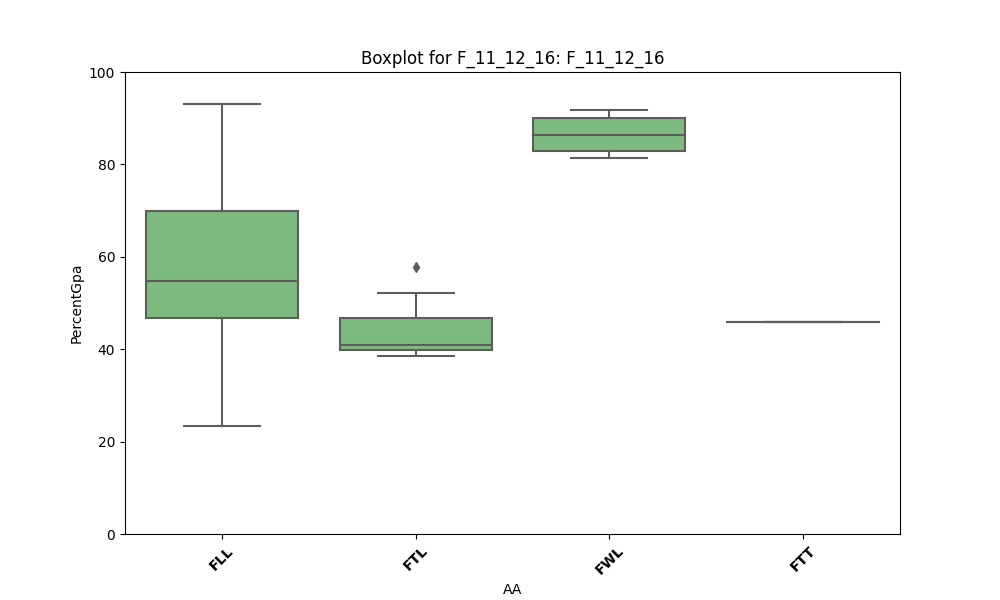 Boxplot for F_11_12_16: F_11_12_16
100
80
60
40
20
0
PercentGpa
FLL
FTL
FWL
FTT
AA